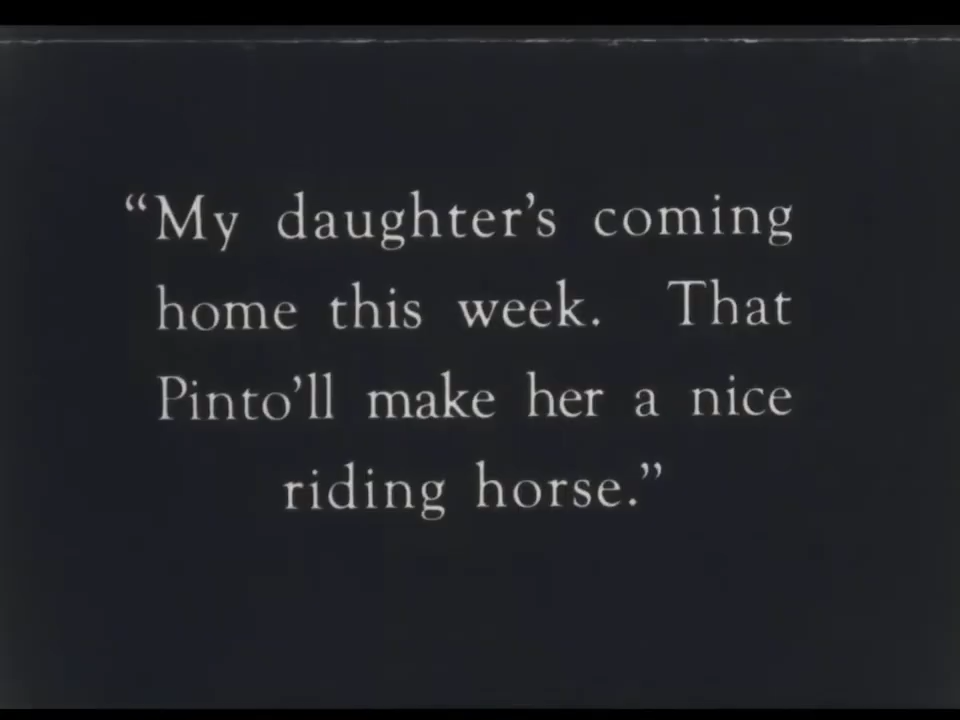 “My daughter’s coming
home this week. That
Pinto’ll make her a nice
riding horse.”